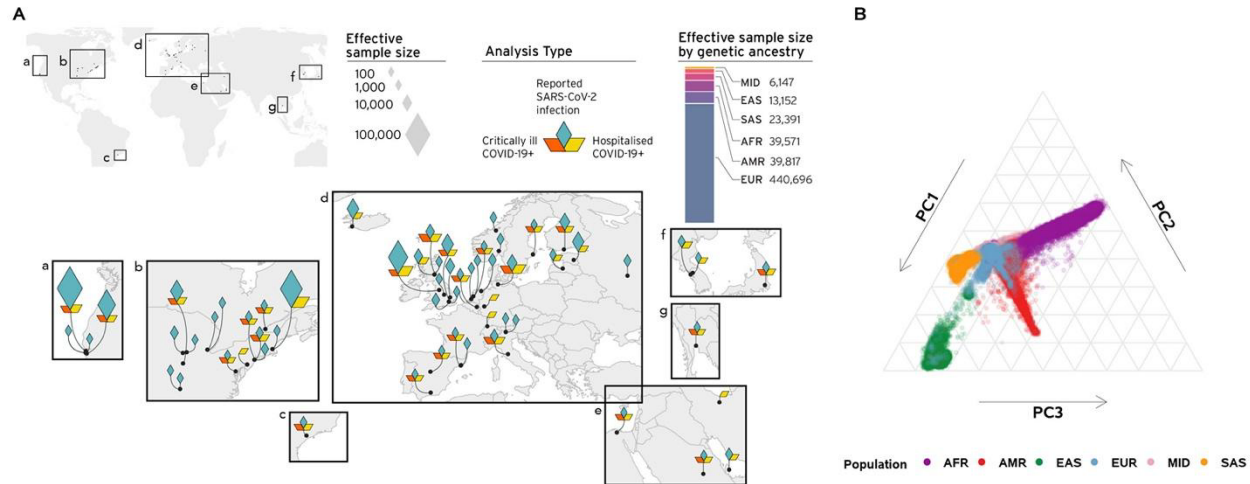 A
a
b
c
d
e
f
g
Effective
sample size
100
1,000
10,000
100,000
Analysis Type
Reported
SARS-CoV-2
infection
Critically ill
COVID-19+
Hospitalised
COVID-19+
Effective sample size
by genetic ancestry
MID 6,147
EAS 13,152
SAS 23,391
AFR 39,571
AMR 39,817
EUR 440,696
a
b
c
d
e
f
g
B
PC1
PC2
PC3
Population AFR AMR EAS EUR MID SAS